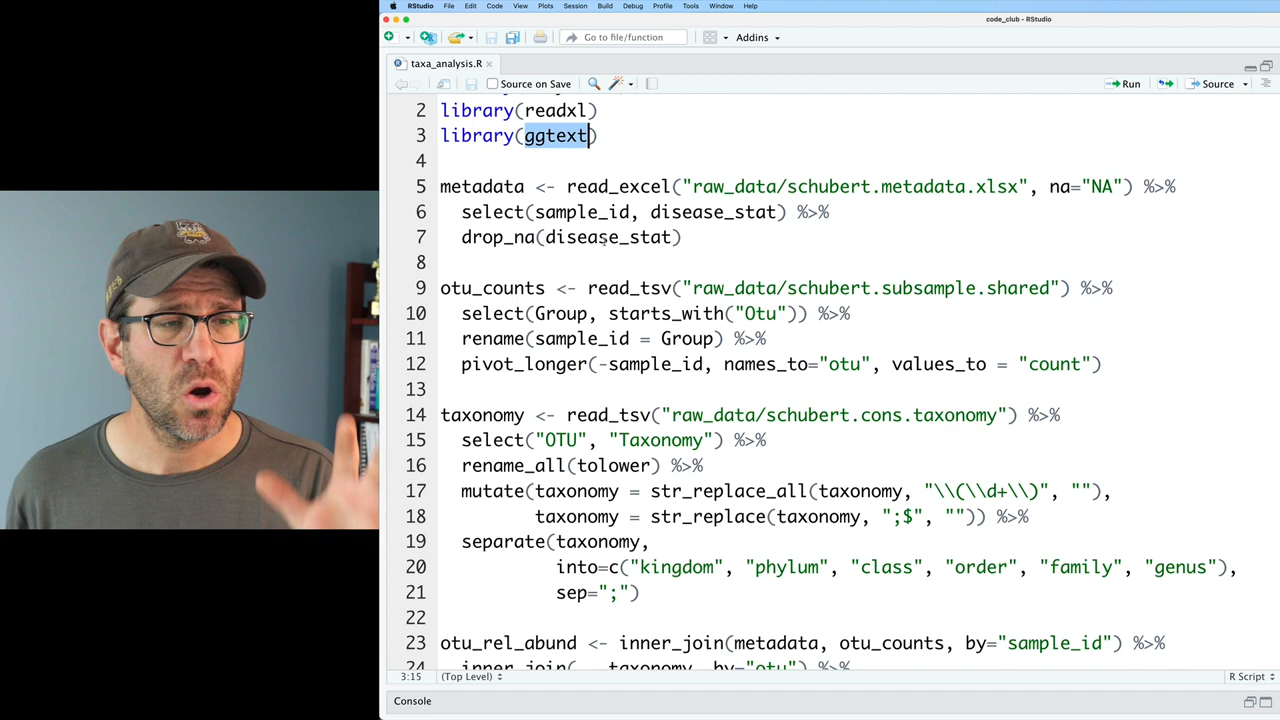 RStudio File Edit Code View Plots Session Build Debug Profile Tools Window Help
code_club - RStudio
Go to file/function Addins
taxa_analysis.R
Source on Save Run Source
2 library(readxl)
3 library(ggtext)
4
5 metadata <- read_excel("raw_data/schubert.metadata.xlsx", na="NA") %>%
6 select(sample_id, disease_stat) %>%
7 drop_na(disease_stat)
8
9 otu_counts <- read_tsv("raw_data/schubert.subsample.shared") %>%
10 select(Group, starts_with("Otu")) %>%
11 rename(sample_id = Group) %>%
12 pivot_longer(-sample_id, names_to="otu", values_to = "count")
13
14 taxonomy <- read_tsv("raw_data/schubert.cons.taxonomy") %>%
15 select("OTU", "Taxonomy") %>%
16 rename_all(tolower) %>%
17 mutate(taxonomy = str_replace_all(taxonomy, "\\(\\d+\\)", ""),
18 taxonomy = str_replace(taxonomy, ";$", "")) %>%
19 separate(taxonomy,
20 into=c("kingdom", "phylum", "class", "order", "family", "genus"),
21 sep=";")
22
23 otu_rel_abund <- inner_join(metadata, otu_counts, by="sample_id") %>%
24 inner_join(., taxonomy, by="otu") %>%
3:15 (Top Level) R Script
Console